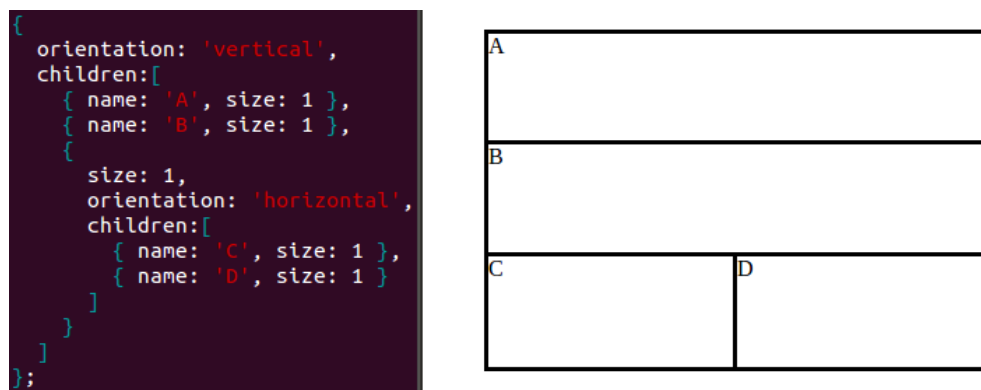 {
  orientation: 'vertical',
  children:[
    { name: 'A', size: 1 },
    { name: 'B', size: 1 },
    {
      size: 1,
      orientation: 'horizontal',
      children:[
        { name: 'C', size: 1 },
        { name: 'D', size: 1 }
      ]
    }
  ]
};
A
B
C D